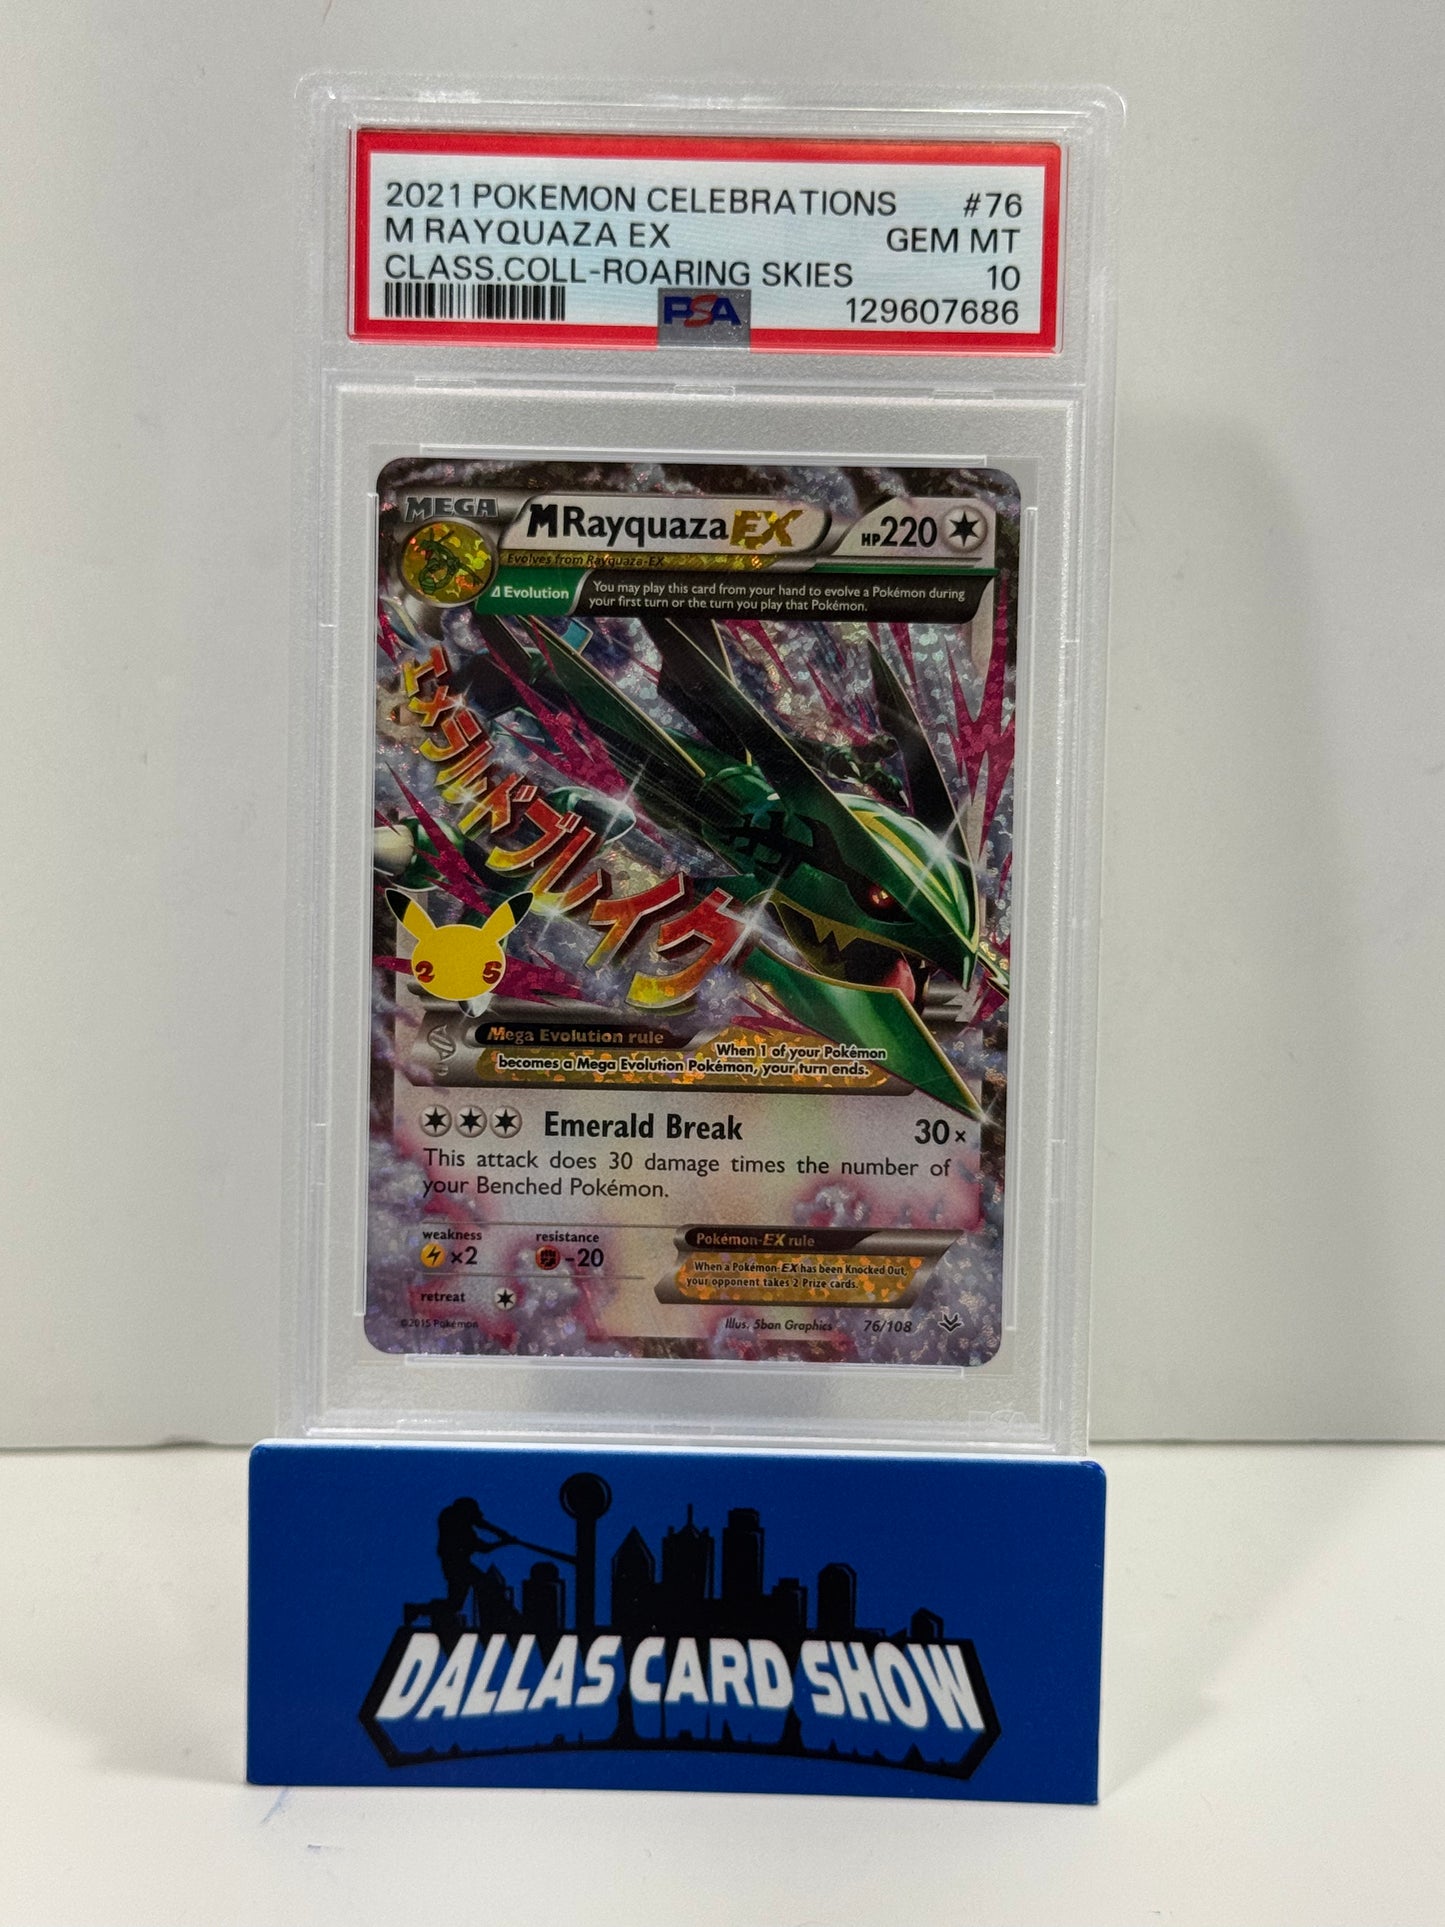 2021 POKEMON CELEBRATIONS #76
M RAYQUAZA EX GEM MT
CLASS.COLL-ROARING SKIES 10
PSA 129607686
MEGA
M Rayquaza EX HP220
Evolves from Rayquaza-EX
Δ Evolution
You may play this card from your hand to evolve a Pokémon during
your first turn or the turn you play that Pokémon.
エメラルドブレイク
25
Mega Evolution rule
When 1 of your Pokémon
becomes a Mega Evolution Pokémon, your turn ends.
Emerald Break 30×
This attack does 30 damage times the number of
your Benched Pokémon.
weakness resistance
×2 -20
retreat
Pokémon-EX rule
When a Pokémon-EX has been Knocked Out,
your opponent takes 2 Prize cards.
©2015 Pokémon Illus. 5ban Graphics 76/108
PSA
DALLAS CARD SHOW